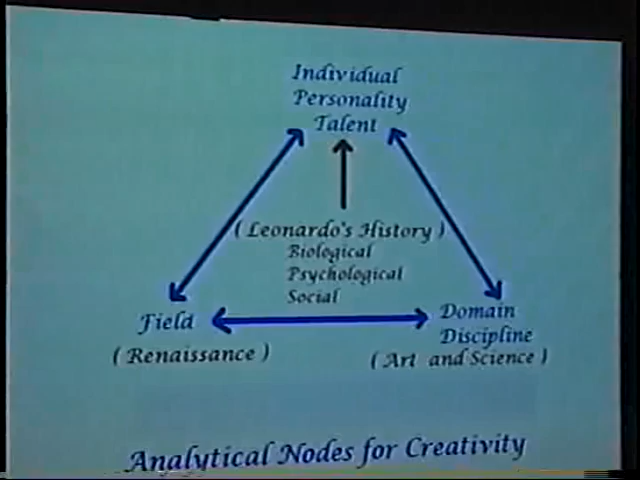 Individual
Personality
Talent
( Leonardo's History )
Biological
Psychological
Social
Field
( Renaissance )
Domain
Discipline
( Art and Science )
Analytical Nodes for Creativity